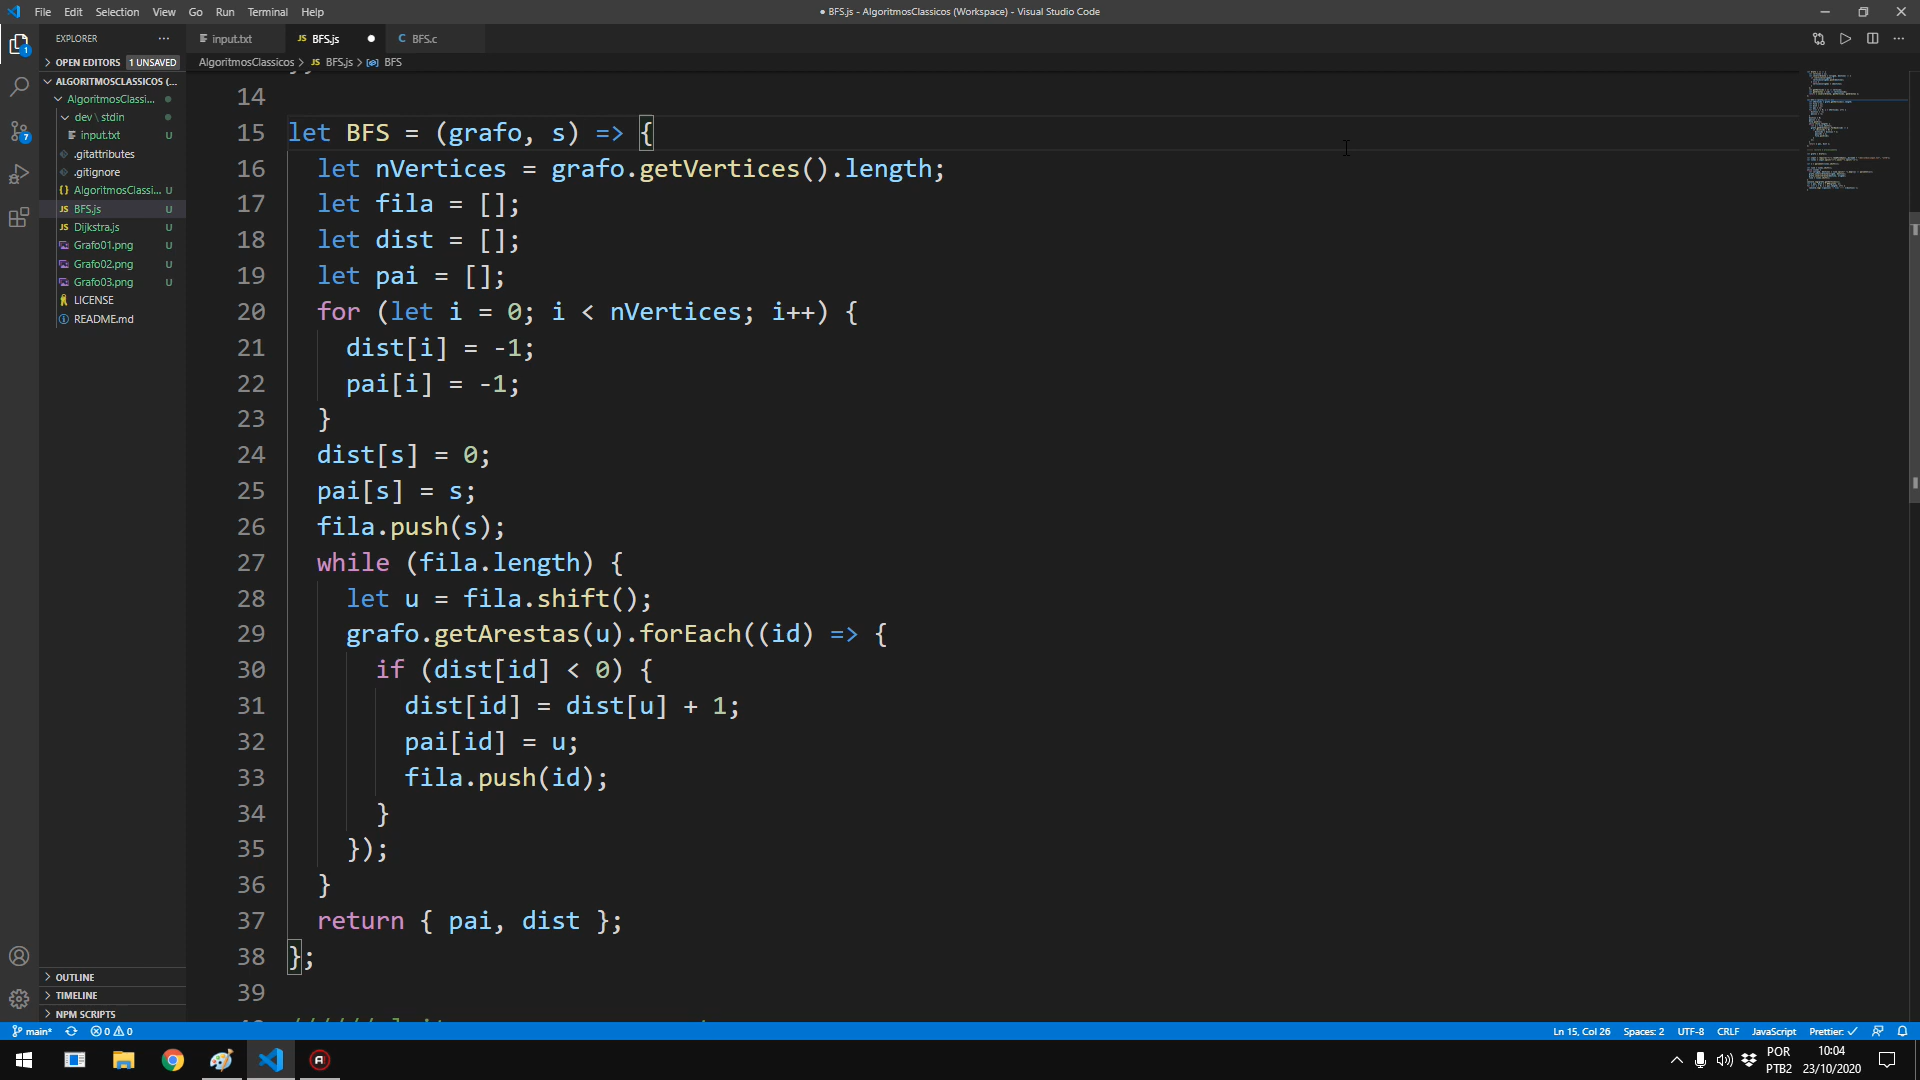 File Edit Selection View Go Run Terminal Help
● BFS.js - AlgoritmosClassicos (Workspace) - Visual Studio Code
EXPLORER ···
OPEN EDITORS 1 UNSAVED
ALGORITMOSCLASSICOS (...
AlgoritmosClassi...
dev \ stdin
input.txt U
.gitattributes
.gitignore
AlgoritmosClassi... U
BFS.js U
Dijkstra.js U
Grafo01.png U
Grafo02.png U
Grafo03.png U
LICENSE
README.md
OUTLINE
TIMELINE
NPM SCRIPTS
input.txt
JS BFS.js ●
C BFS.c
AlgoritmosClassicos > JS BFS.js > BFS
14
15 let BFS = (grafo, s) => {
16 let nVertices = grafo.getVertices().length;
17 let fila = [];
18 let dist = [];
19 let pai = [];
20 for (let i = 0; i < nVertices; i++) {
21 dist[i] = -1;
22 pai[i] = -1;
23 }
24 dist[s] = 0;
25 pai[s] = s;
26 fila.push(s);
27 while (fila.length) {
28 let u = fila.shift();
29 grafo.getArestas(u).forEach((id) => {
30 if (dist[id] < 0) {
31 dist[id] = dist[u] + 1;
32 pai[id] = u;
33 fila.push(id);
34 }
35 });
36 }
37 return { pai, dist };
38 };
39
main* 0 0
Ln 15, Col 26 Spaces: 2 UTF-8 CRLF JavaScript Prettier: ✓
POR
PTB2
10:04
23/10/2020